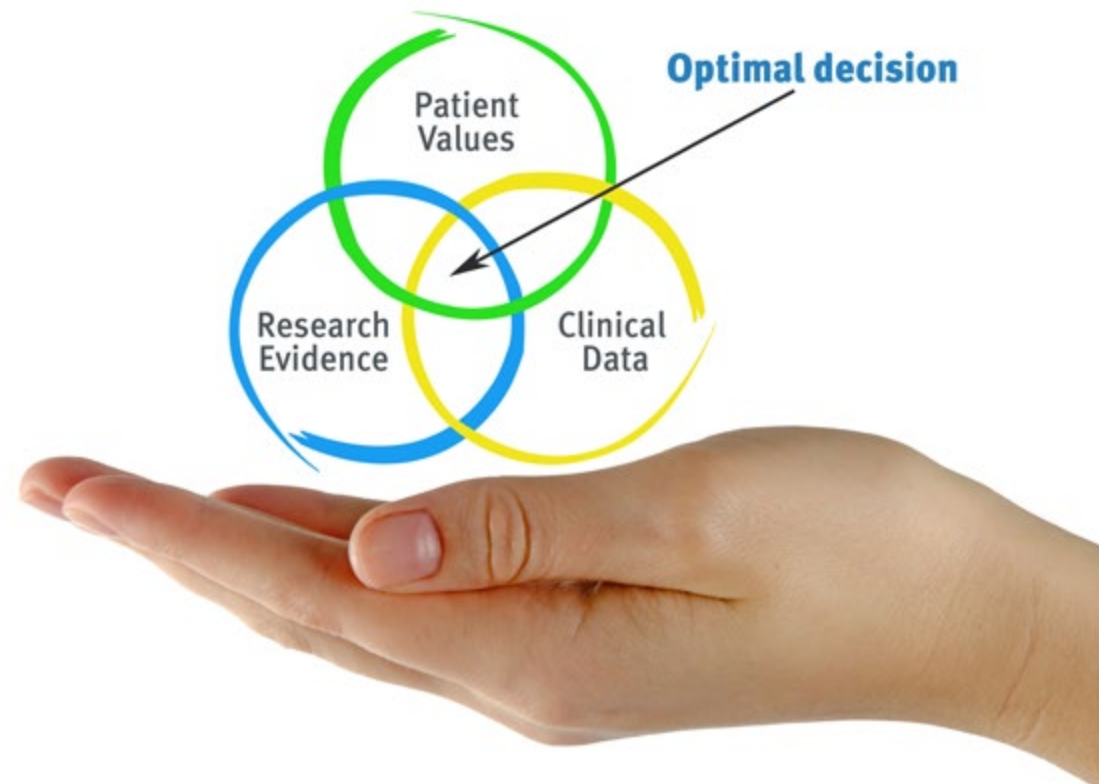 Optimal decision
Patient
Values
Research
Evidence
Clinical
Data